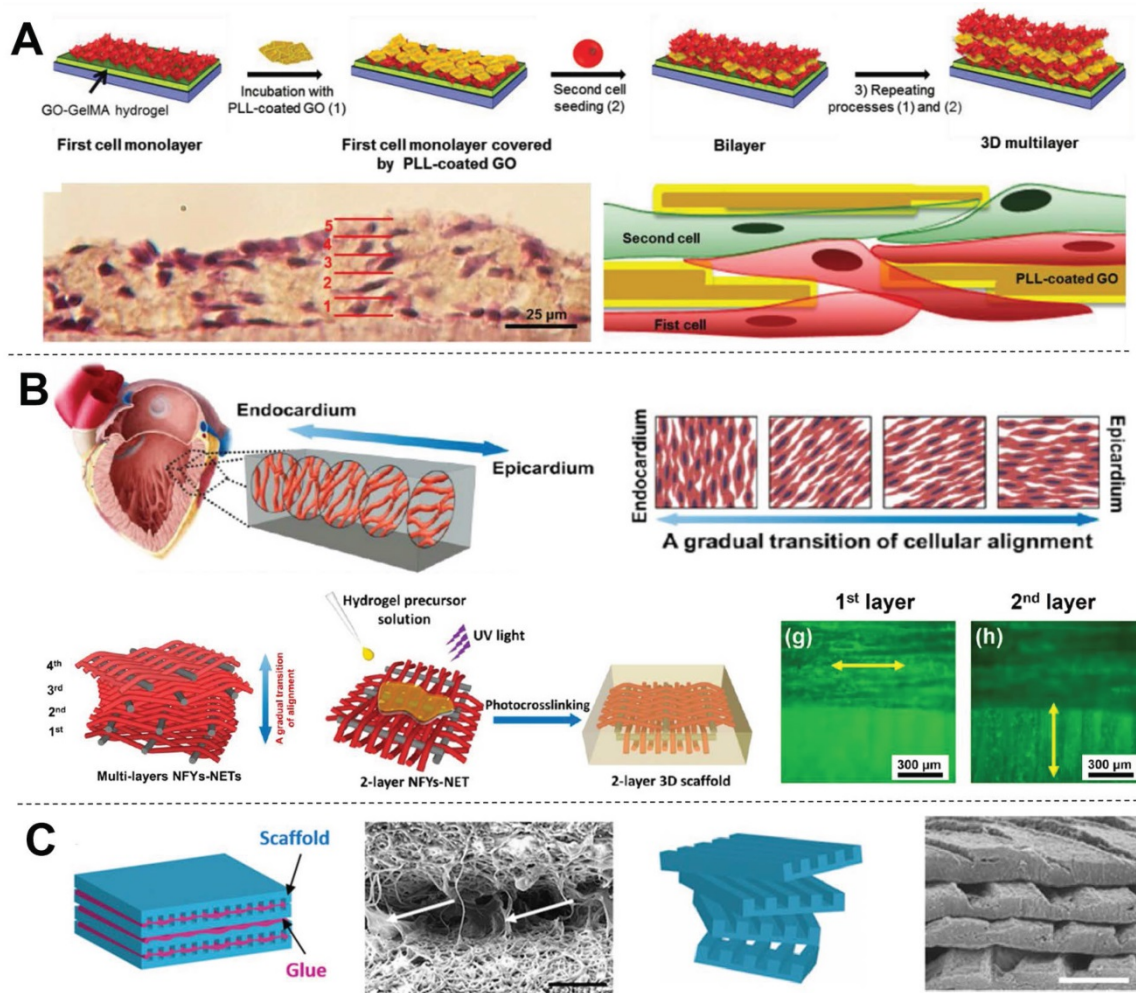 A
GO-GelMA hydrogel
Incubation with
PLL-coated GO (1)
Second cell
seeding (2)
3) Repeating
processes (1) and (2)
First cell monolayer
First cell monolayer covered
by PLL-coated GO
Bilayer
3D multilayer
5
4
3
2
1
25 µm
Second cell
PLL-coated GO
Fist cell
B
Endocardium
Epicardium
Endocardium
Epicardium
A gradual transition of cellular alignment
4th
3rd
2nd
1st
A gradual transition
of alignment
Multi-layers NFYs-NETs
Hydrogel precursor
solution
UV light
2-layer NFYs-NET
Photocrosslinking
2-layer 3D scaffold
1st layer
2nd layer
(g)
(h)
300 µm
300 µm
C
Scaffold
Glue